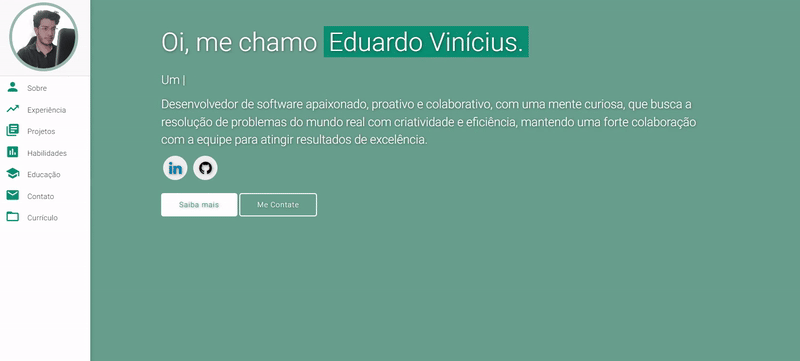 Sobre
Experiência
Projetos
Habilidades
Educação
Contato
Currículo
Oi, me chamo Eduardo Vinícius.
Um |
Desenvolvedor de software apaixonado, proativo e colaborativo, com uma mente curiosa, que busca a
resolução de problemas do mundo real com criatividade e eficiência, mantendo uma forte colaboração
com a equipe para atingir resultados de excelência.
in
Saiba mais
Me Contate